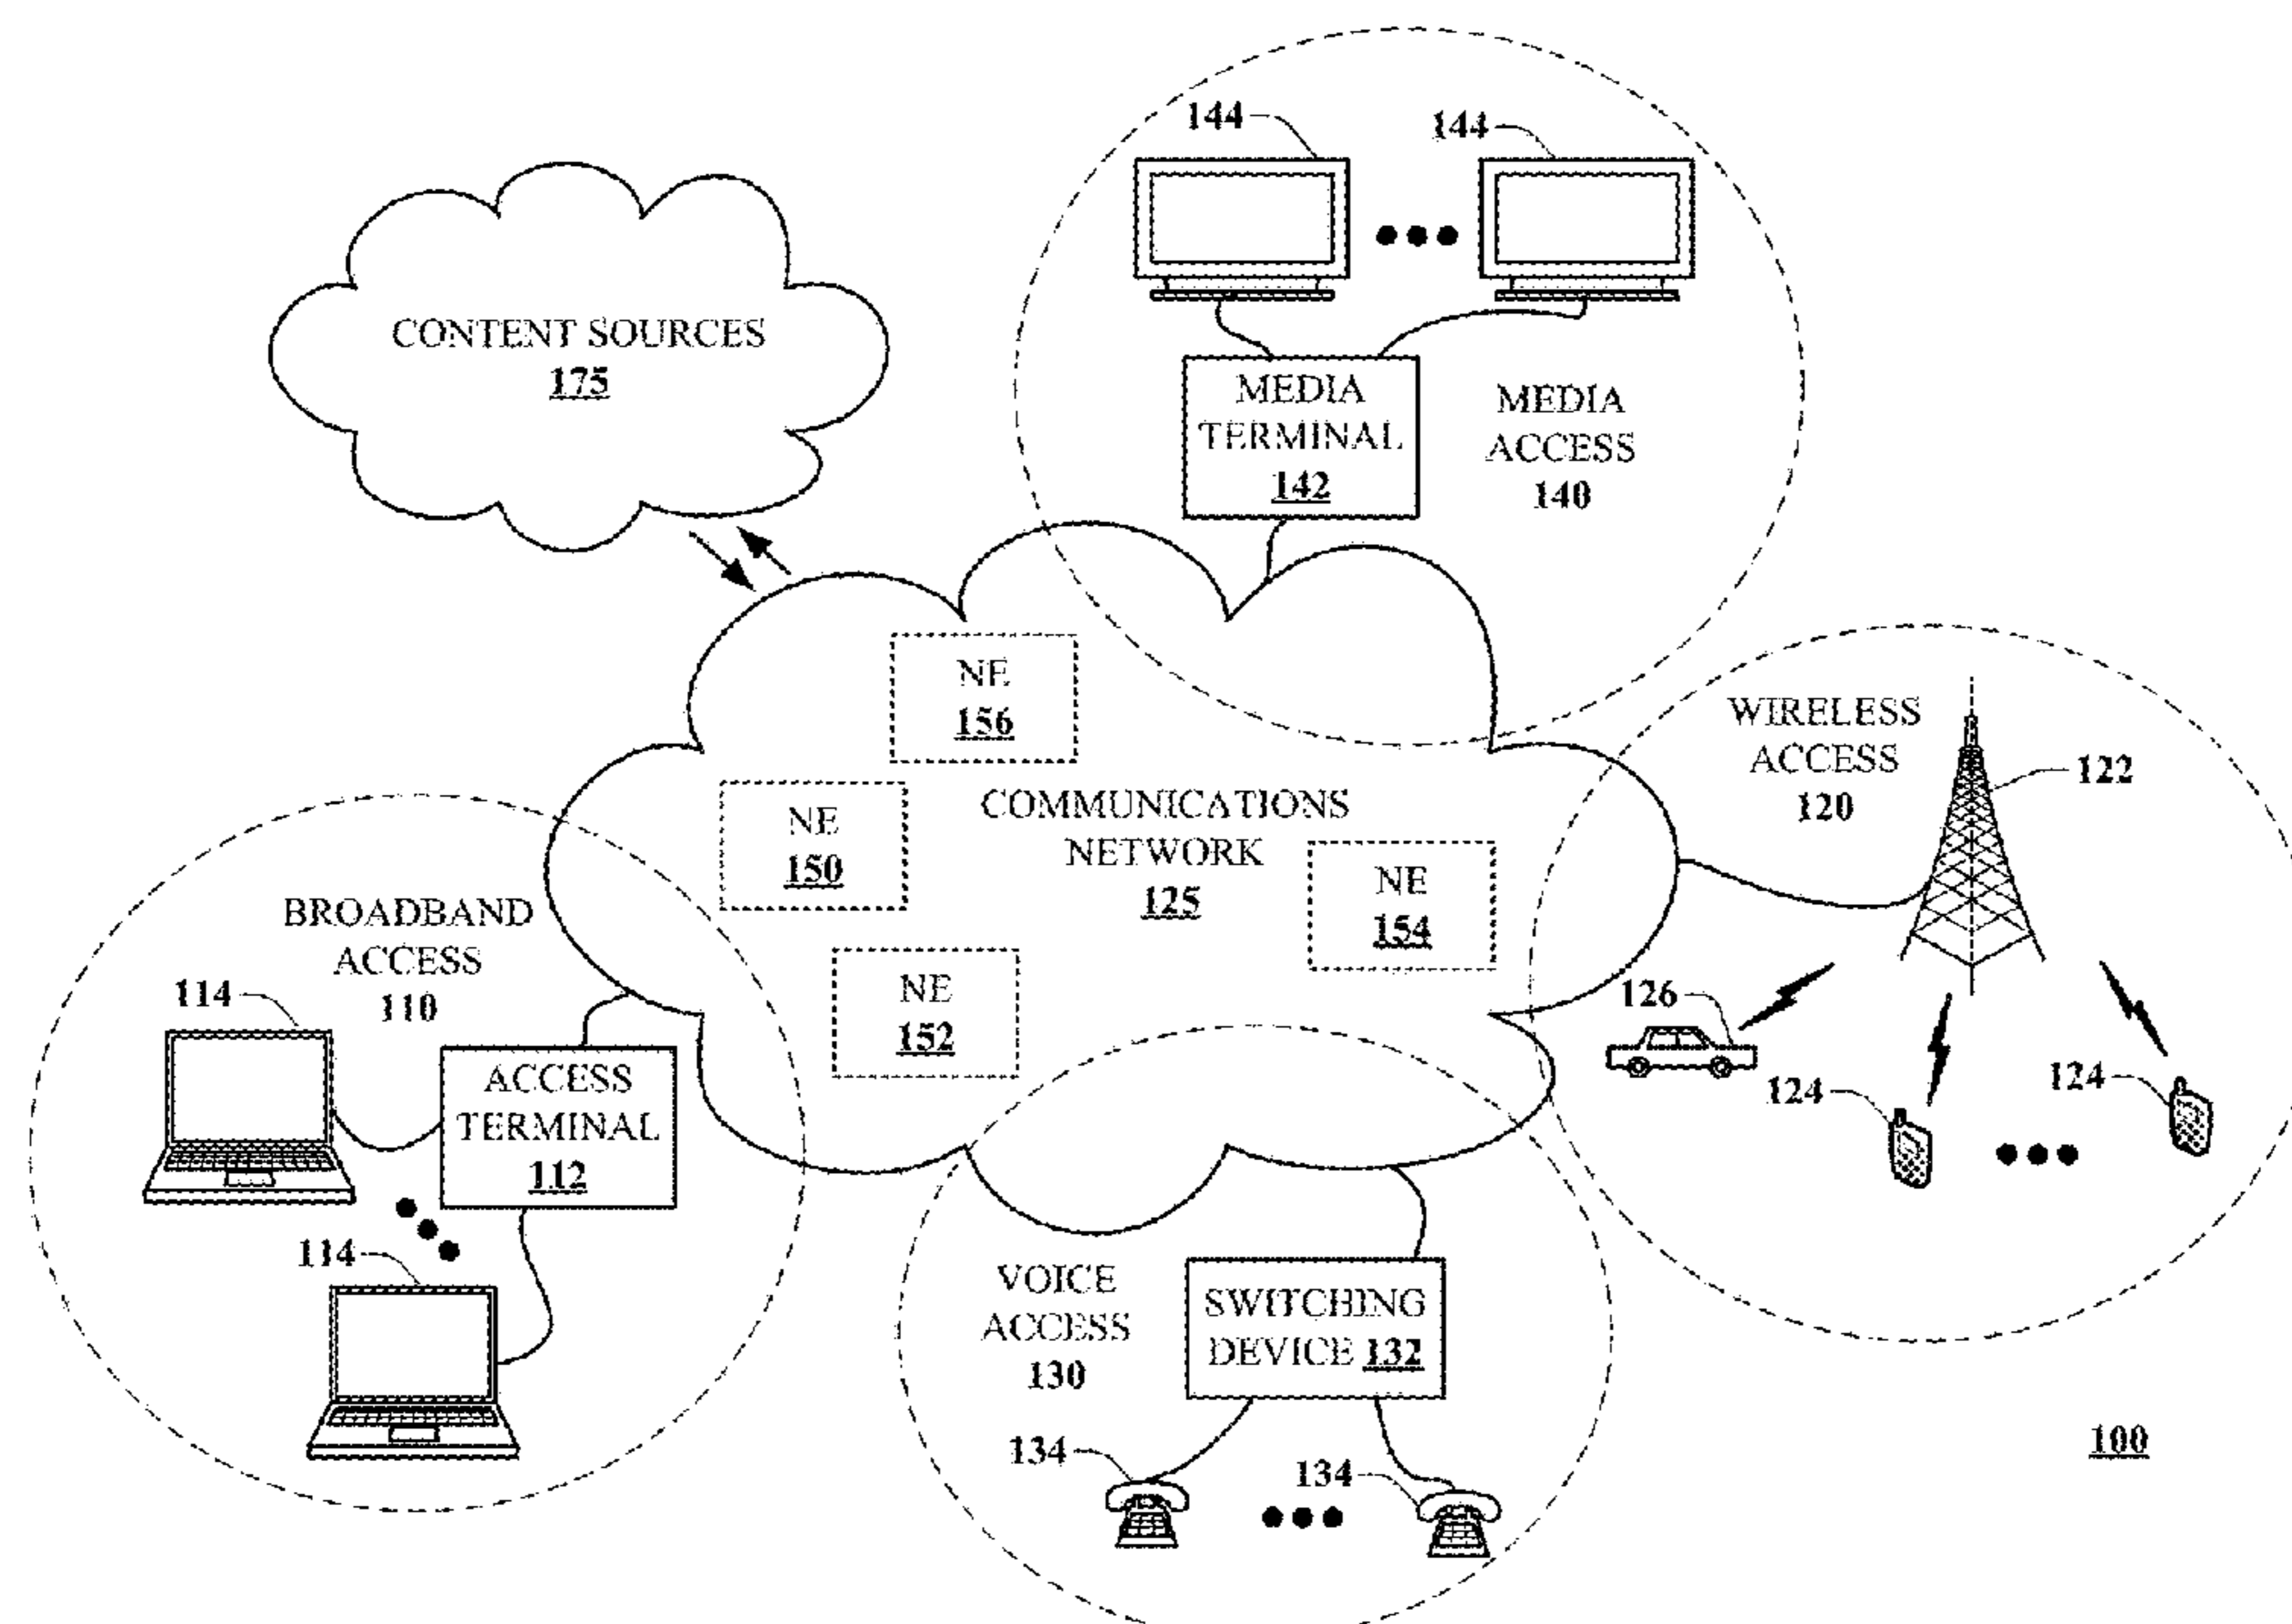 144
144
CONTENT SOURCES
175
MEDIA
TERMINAL
142
MEDIA
ACCESS
140
NE
156
WIRELESS
ACCESS
120
122
COMMUNICATIONS
NETWORK
125
NE
150
NE
154
BROADBAND
ACCESS
110
114
NE
152
126
ACCESS
TERMINAL
112
124
124
114
VOICE
ACCESS
130
SWITCHING
DEVICE 132
134
134
100